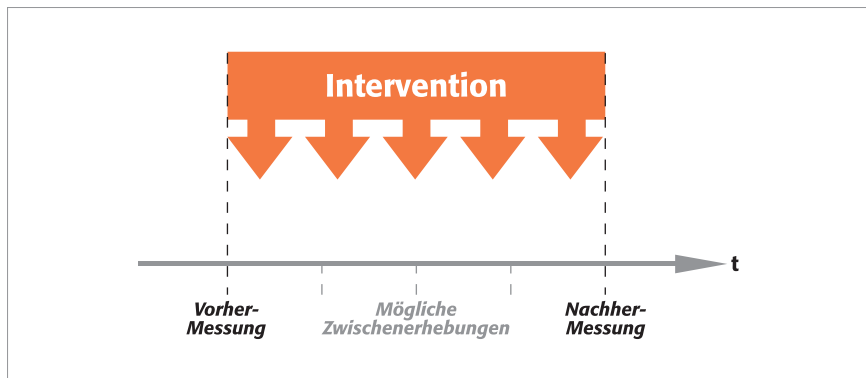 Intervention
t
Vorher-
Messung
Mögliche
Zwischenerhebungen
Nachher-
Messung